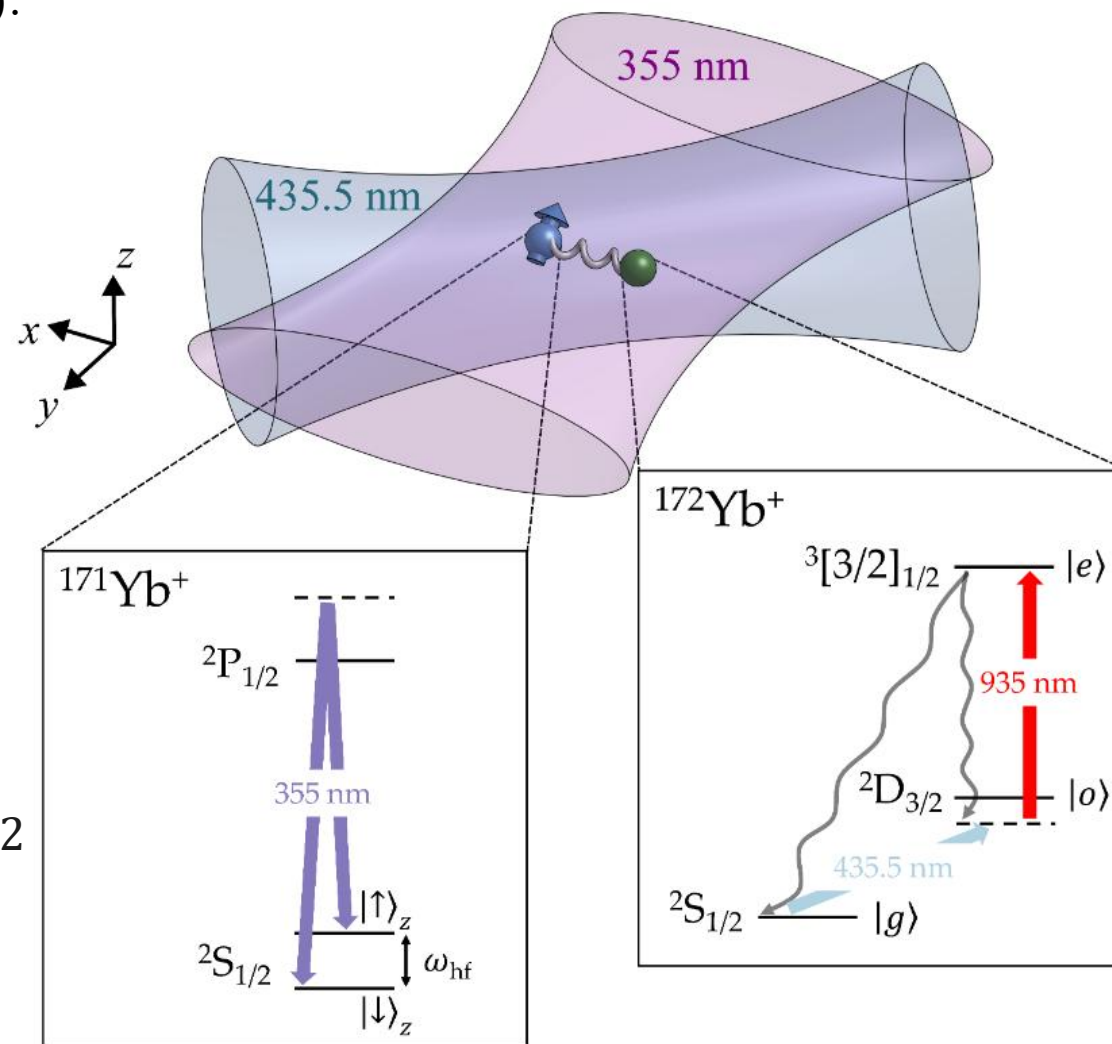 ).
355 nm
435.5 nm
z
x
y
¹⁷¹Yb⁺
²P₁/₂
355 nm
|↑⟩z
²S₁/₂
ωhf
|↓⟩z
2
¹⁷²Yb⁺
³[3/2]₁/₂
|e⟩
935 nm
²D₃/₂
|o⟩
435.5 nm
²S₁/₂
|g⟩